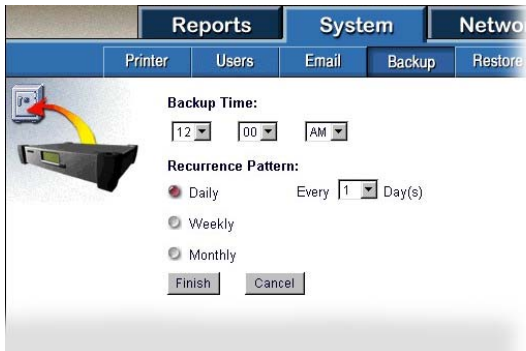 Reports System Netwo
Printer Users Email Backup Restore
Backup Time:
12 00 AM
Recurrence Pattern:
Daily Every 1 Day(s)
Weekly
Monthly
Finish Cancel